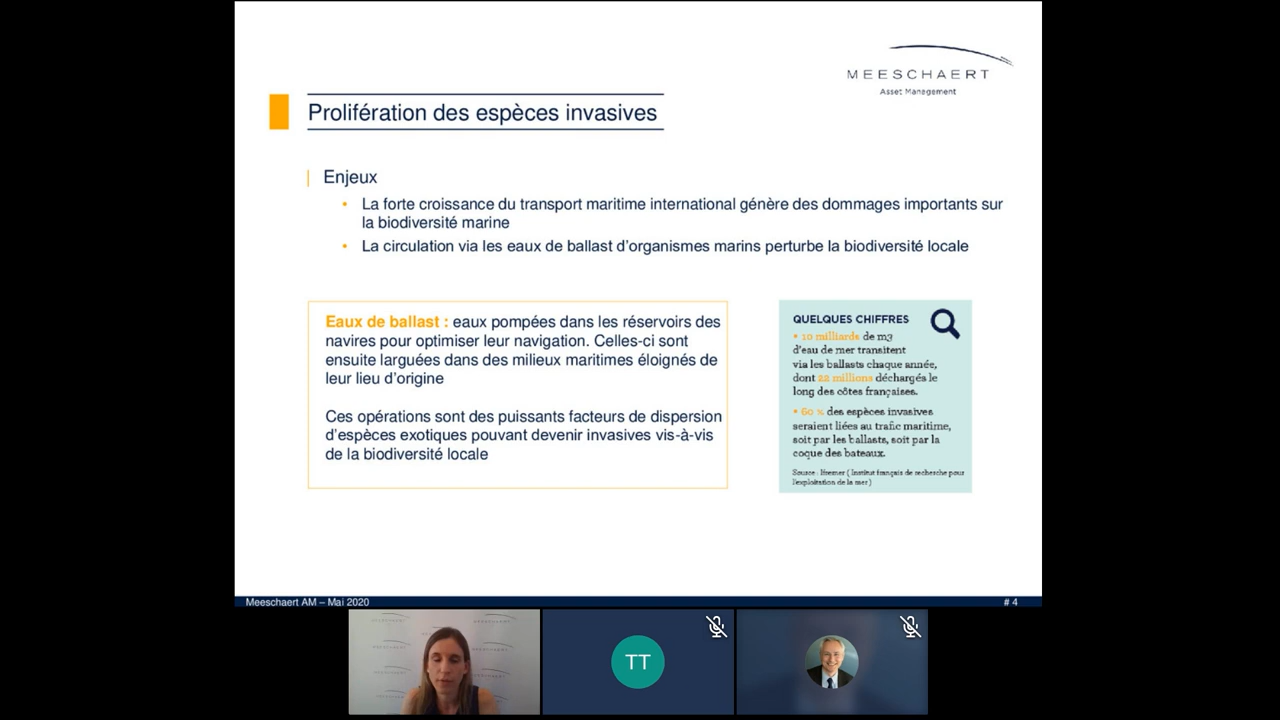 MEESCHAERT
Asset Management
Prolifération des espèces invasives
Enjeux
• La forte croissance du transport maritime international génère des dommages importants sur
la biodiversité marine
• La circulation via les eaux de ballast d'organismes marins perturbe la biodiversité locale
Eaux de ballast : eaux pompées dans les réservoirs des
navires pour optimiser leur navigation. Celles-ci sont
ensuite larguées dans des milieux maritimes éloignés de
leur lieu d'origine
Ces opérations sont des puissants facteurs de dispersion
d'espèces exotiques pouvant devenir invasives vis-à-vis
de la biodiversité locale
QUELQUES CHIFFRES
• 10 milliards de m3
d'eau de mer transitent
via les ballasts chaque année,
dont 22 millions déchargés le
long des côtes françaises.
• 60 % des espèces invasives
seraient liées au trafic maritime,
soit par les ballasts, soit par la
coque des bateaux.
Source : Ifremer ( Institut français de recherche pour
l'exploitation de la mer )
Meeschaert AM – Mai 2020
# 4
MEESCHAERT
TT